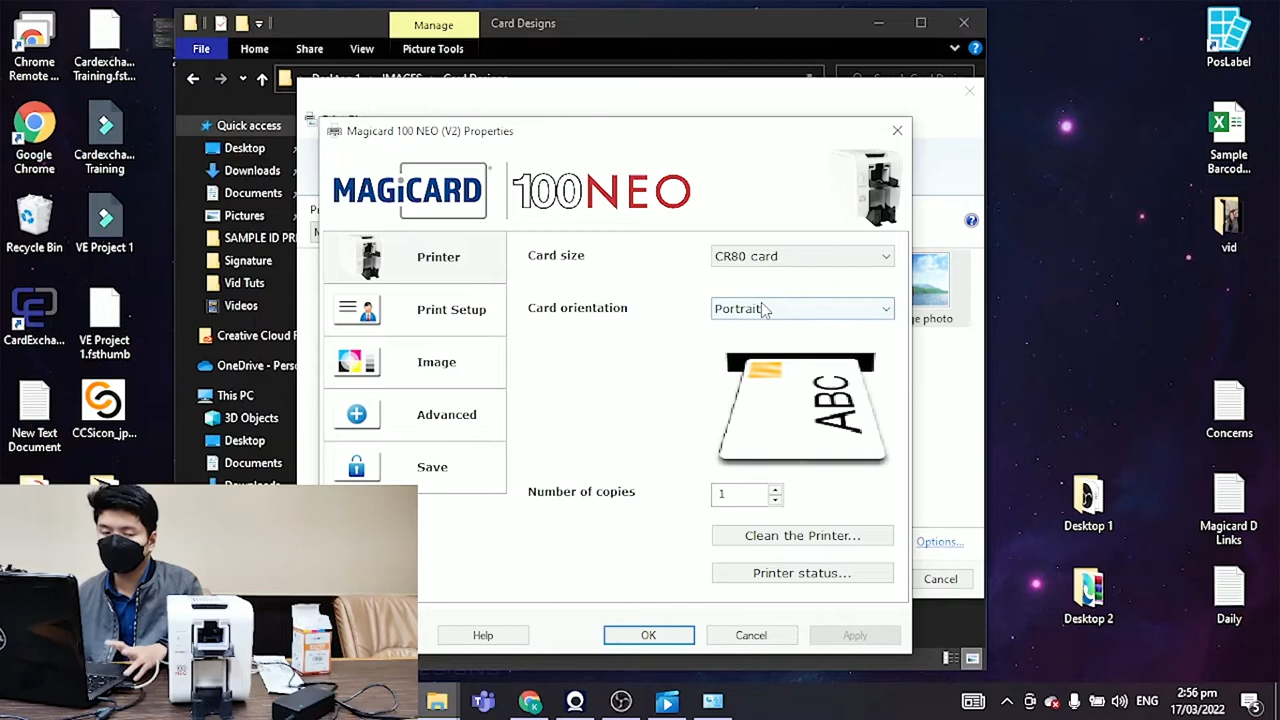 Manage
Card Designs
File
Home
Share
View
Picture Tools
Quick access
Desktop
Downloads
Documents
Pictures
SAMPLE ID PR
Signature
Vid Tuts
Videos
Creative Cloud F
OneDrive - Perso
This PC
3D Objects
Desktop
Documents
Magicard 100 NEO (V2) Properties
MAGiCARD
100NEO
Printer
Print Setup
Image
Advanced
Save
Card size
CR80 card
Card orientation
Portrait
ABC
Number of copies
1
Clean the Printer...
Printer status...
Help
OK
Cancel
Apply
Options...
Cancel
Chrome
Remote ...
Cardexcha...
Training.fst...
Google
Chrome
Cardexcha...
Training
Recycle Bin
VE Project 1
CardExcha...
VE Project
1.fsthumb
New Text
Document
CCSicon_jp...
PosLabel
Sample
Barcod...
vid
Concerns
Desktop 1
Magicard D
Links
Desktop 2
Daily
ENG
2:56 pm
17/03/2022
5